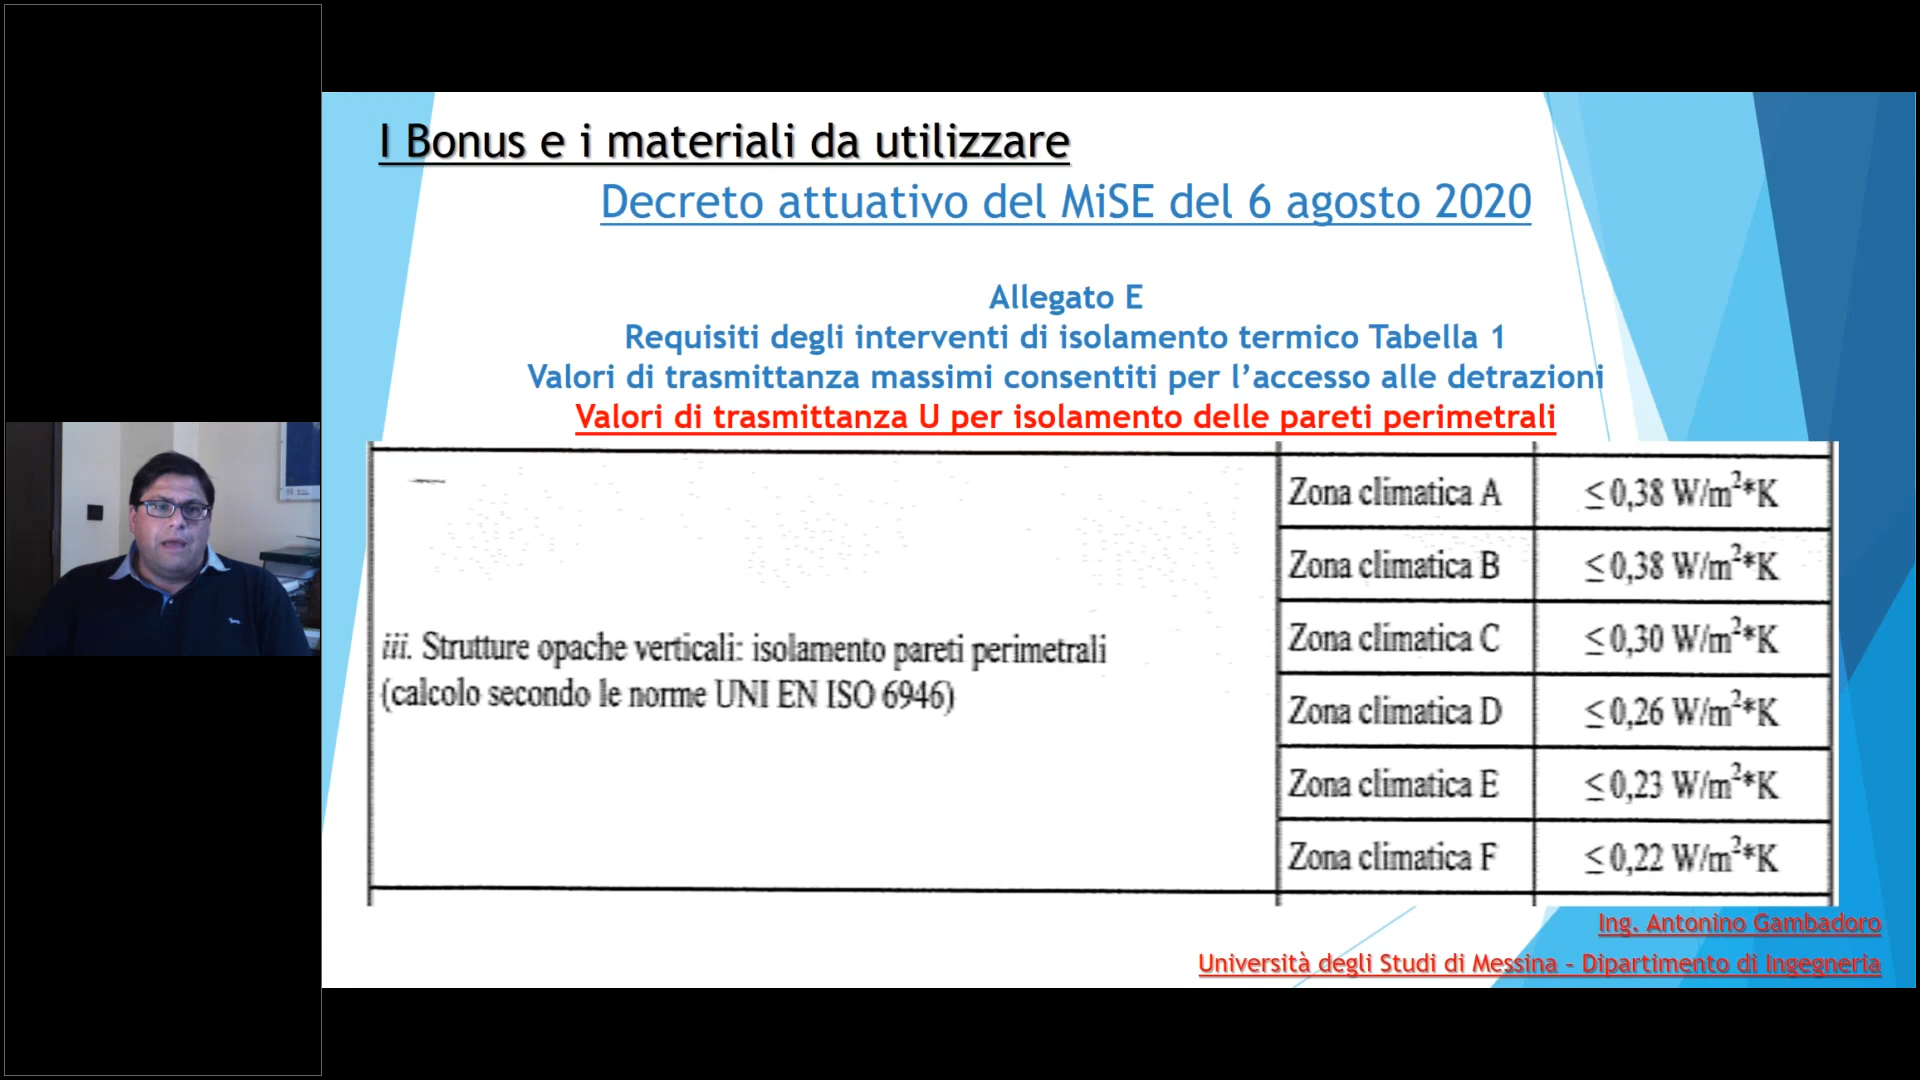 I Bonus e i materiali da utilizzare
Decreto attuativo del MiSE del 6 agosto 2020
Allegato E
Requisiti degli interventi di isolamento termico Tabella 1
Valori di trasmittanza massimi consentiti per l’accesso alle detrazioni
Valori di trasmittanza U per isolamento delle pareti perimetrali
iii. Strutture opache verticali: isolamento pareti perimetrali
(calcolo secondo le norme UNI EN ISO 6946)
Zona climatica A ≤ 0,38 W/m²*K
Zona climatica B ≤ 0,38 W/m²*K
Zona climatica C ≤ 0,30 W/m²*K
Zona climatica D ≤ 0,26 W/m²*K
Zona climatica E ≤ 0,23 W/m²*K
Zona climatica F ≤ 0,22 W/m²*K
Ing. Antonino Gambadoro
Università degli Studi di Messina – Dipartimento di Ingegneria